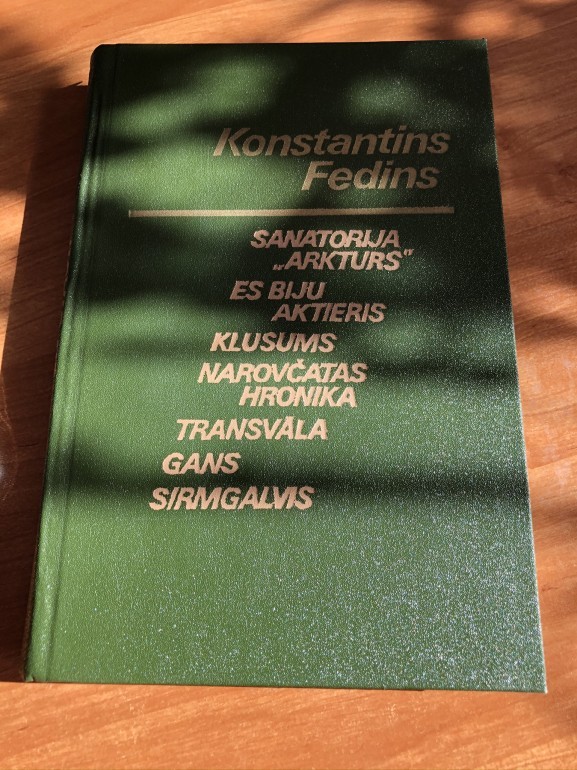 Konstantins
Fedins
SANATORIJA
„ARKTURS"
ES BIJU
AKTIERIS
KLUSUMS
NAROVČATAS
HRONIKA
TRANSVĀLA
GANS
SIRMGALVIS